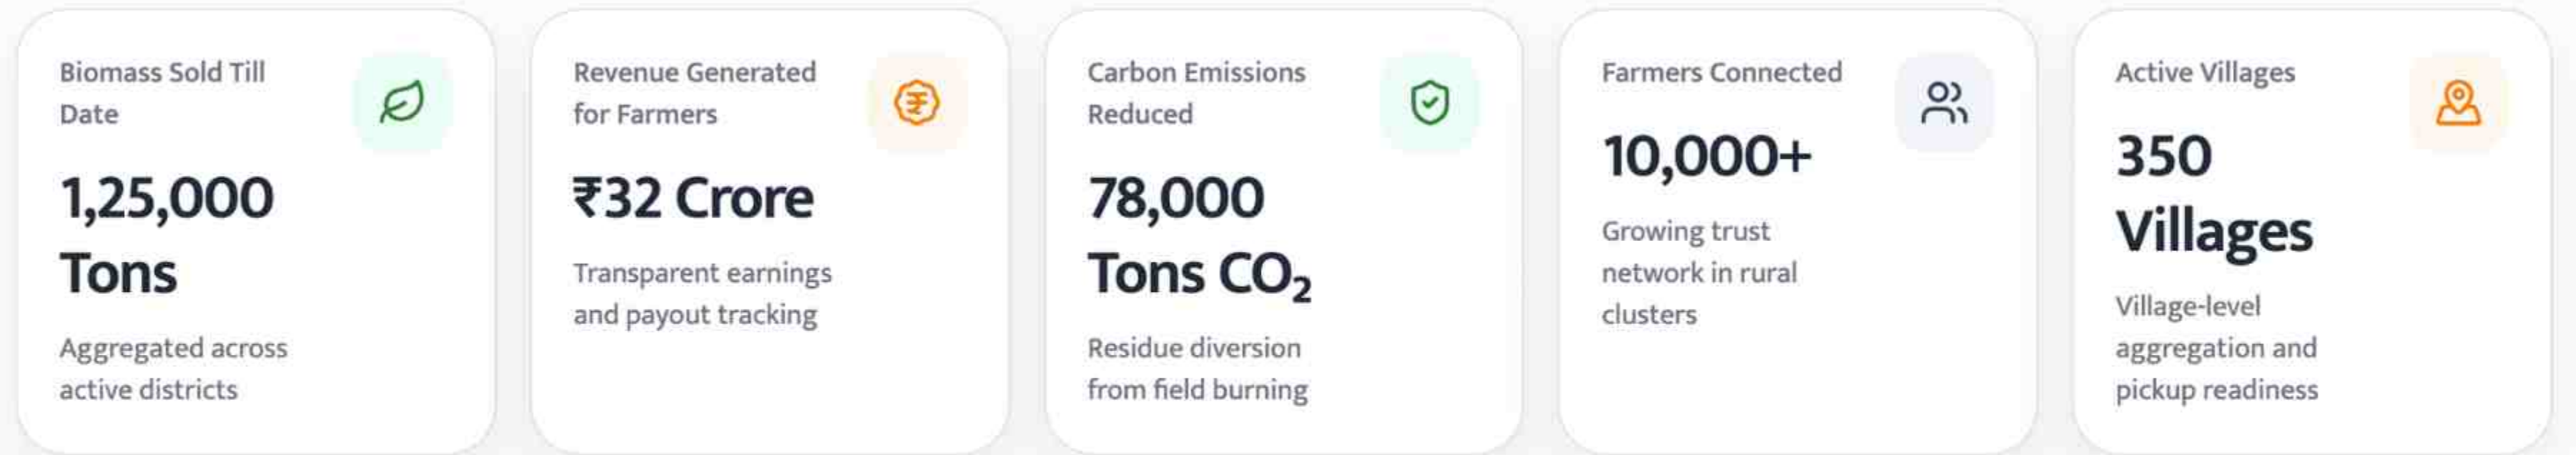 Biomass Sold Till
Date
1,25,000
Tons
Aggregated across
active districts
Revenue Generated
for Farmers
₹32 Crore
Transparent earnings
and payout tracking
Carbon Emissions
Reduced
78,000
Tons CO₂
Residue diversion
from field burning
Farmers Connected
10,000+
Growing trust
network in rural
clusters
Active Villages
350
Villages
Village-level
aggregation and
pickup readiness